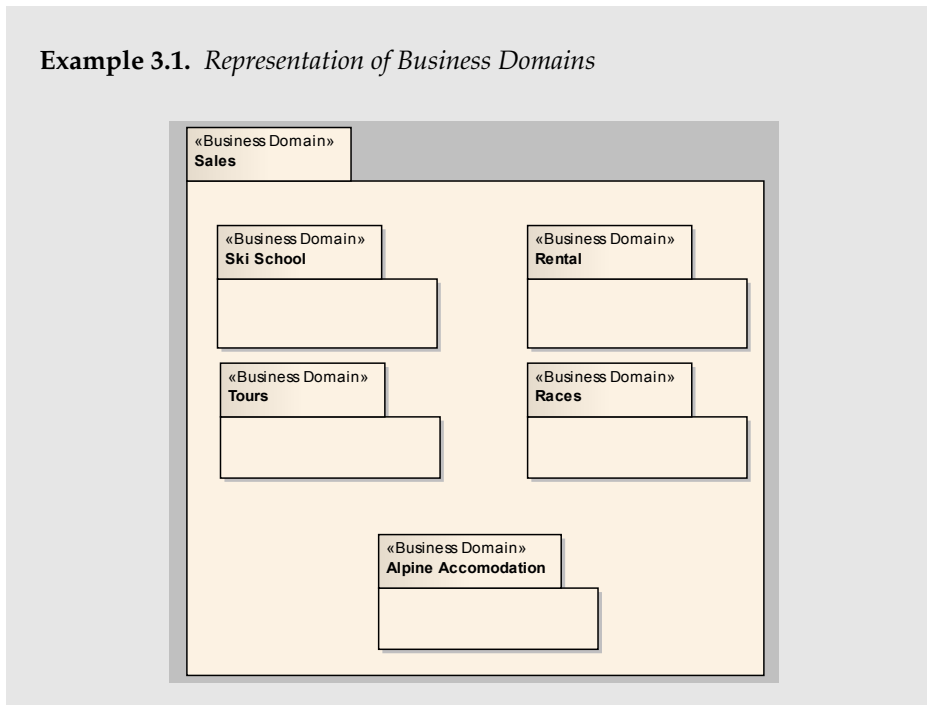 Example 3.1. Representation of Business Domains
«Business Domain»
Sales
«Business Domain»
Ski School
«Business Domain»
Rental
«Business Domain»
Tours
«Business Domain»
Races
«Business Domain»
Alpine Accomodation